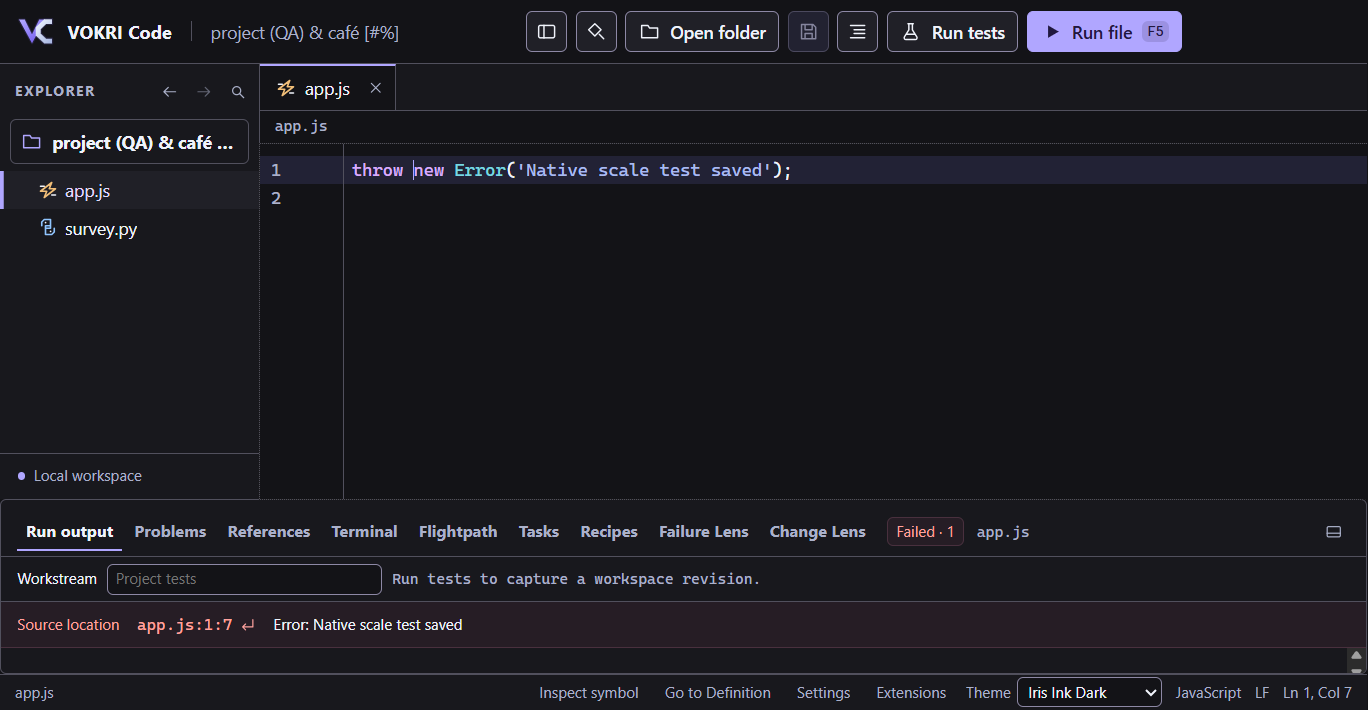 VC VOKRI Code project (QA) & café [#%] Open folder Run tests Run file F5
EXPLORER
project (QA) & café ...
app.js
survey.py
Local workspace
app.js
app.js
1 throw new Error('Native scale test saved');
2
Run output Problems References Terminal Flightpath Tasks Recipes Failure Lens Change Lens Failed · 1 app.js
Workstream Project tests Run tests to capture a workspace revision.
Source location app.js:1:7 ↵ Error: Native scale test saved
app.js Inspect symbol Go to Definition Settings Extensions Theme Iris Ink Dark JavaScript LF Ln 1, Col 7